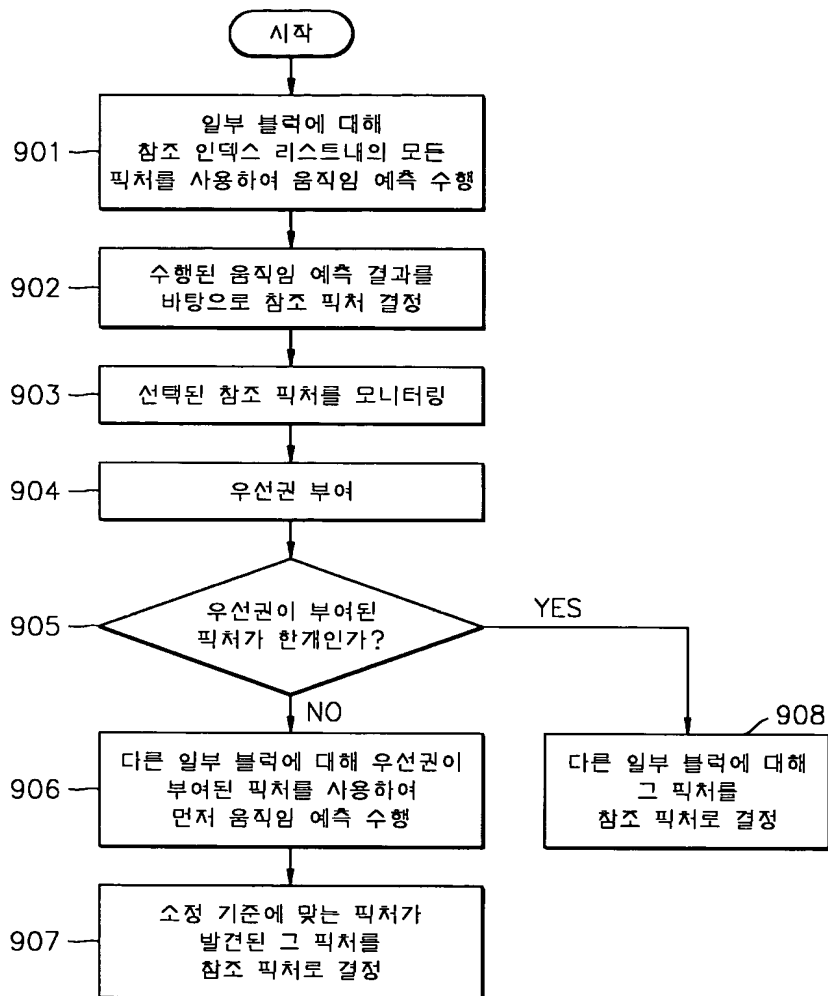 시작
901
일부 블럭에 대해
참조 인덱스 리스트내의 모든
픽처를 사용하여 움직임 예측 수행
902
수행된 움직임 예측 결과를
바탕으로 참조 픽처 결정
903
선택된 참조 픽처를 모니터링
904
우선권 부여
905
우선권이 부여된
픽처가 한개인가?
YES
NO
906
다른 일부 블럭에 대해 우선권이
부여된 픽처를 사용하여
먼저 움직임 예측 수행
908
다른 일부 블럭에 대해
그 픽처를
참조 픽처로 결정
907
소정 기준에 맞는 픽처가
발견된 그 픽처를
참조 픽처로 결정